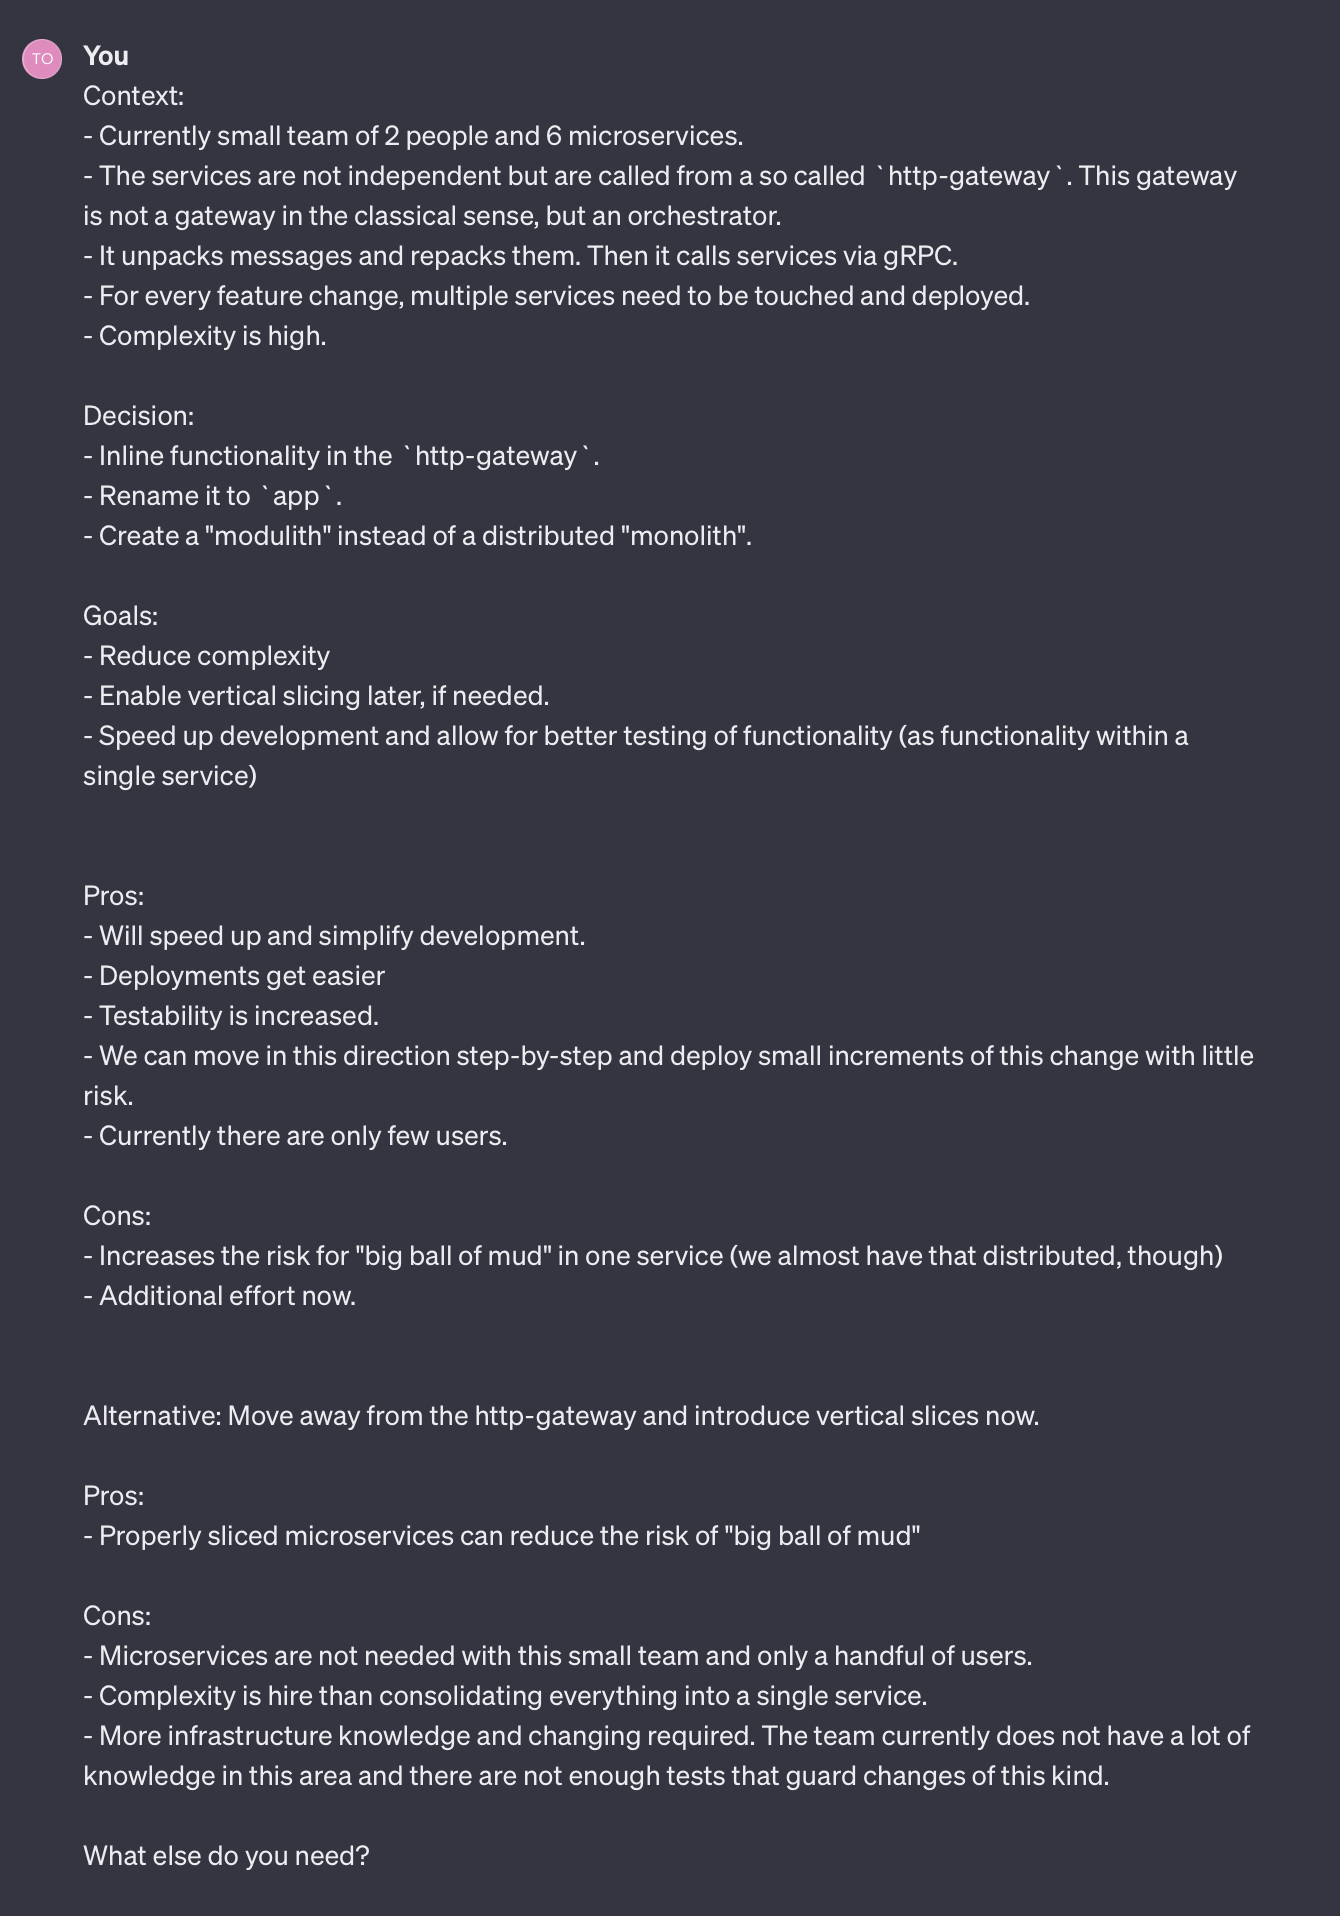 TO
You
Context:
- Currently small team of 2 people and 6 microservices.
- The services are not independent but are called from a so called `http-gateway`. This gateway
is not a gateway in the classical sense, but an orchestrator.
- It unpacks messages and repacks them. Then it calls services via gRPC.
- For every feature change, multiple services need to be touched and deployed.
- Complexity is high.
Decision:
- Inline functionality in the `http-gateway`.
- Rename it to `app`.
- Create a "modulith" instead of a distributed "monolith".
Goals:
- Reduce complexity
- Enable vertical slicing later, if needed.
- Speed up development and allow for better testing of functionality (as functionality within a
single service)
Pros:
- Will speed up and simplify development.
- Deployments get easier
- Testability is increased.
- We can move in this direction step-by-step and deploy small increments of this change with little
risk.
- Currently there are only few users.
Cons:
- Increases the risk for "big ball of mud" in one service (we almost have that distributed, though)
- Additional effort now.
Alternative: Move away from the http-gateway and introduce vertical slices now.
Pros:
- Properly sliced microservices can reduce the risk of "big ball of mud"
Cons:
- Microservices are not needed with this small team and only a handful of users.
- Complexity is hire than consolidating everything into a single service.
- More infrastructure knowledge and changing required. The team currently does not have a lot of
knowledge in this area and there are not enough tests that guard changes of this kind.
What else do you need?